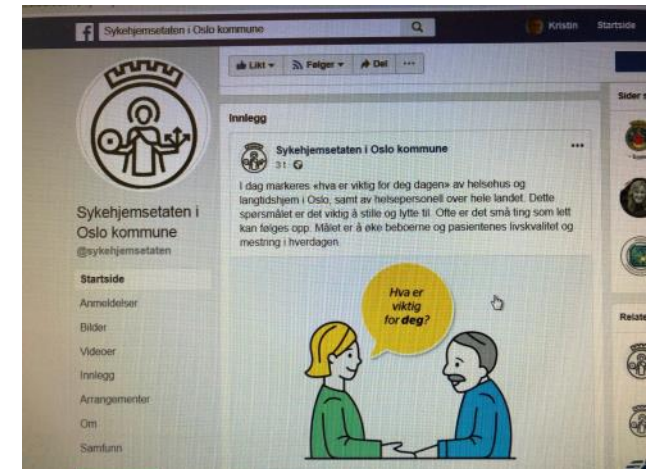 Sykehjemsetaten i Oslo kommune
Kristin
Startside
Likt
Følger
Del
Innlegg
Sider s
Sykehjemsetaten i Oslo kommune
3 t
I dag markeres «hva er viktig for deg dagen» av helsehus og
langtidshjem i Oslo, samt av helsepersonell over hele landet. Dette
spørsmålet er det viktig å stille og lytte til. Ofte er det små ting som lett
kan følges opp. Målet er å øke beboerne og pasientenes livskvalitet og
mestring i hverdagen.
Sykehjemsetaten i
Oslo kommune
@sykehjemsetaten
Startside
Anmeldelser
Bilder
Videoer
Innlegg
Arrangementer
Om
Samfunn
Hva er
viktig
for deg?
Relate